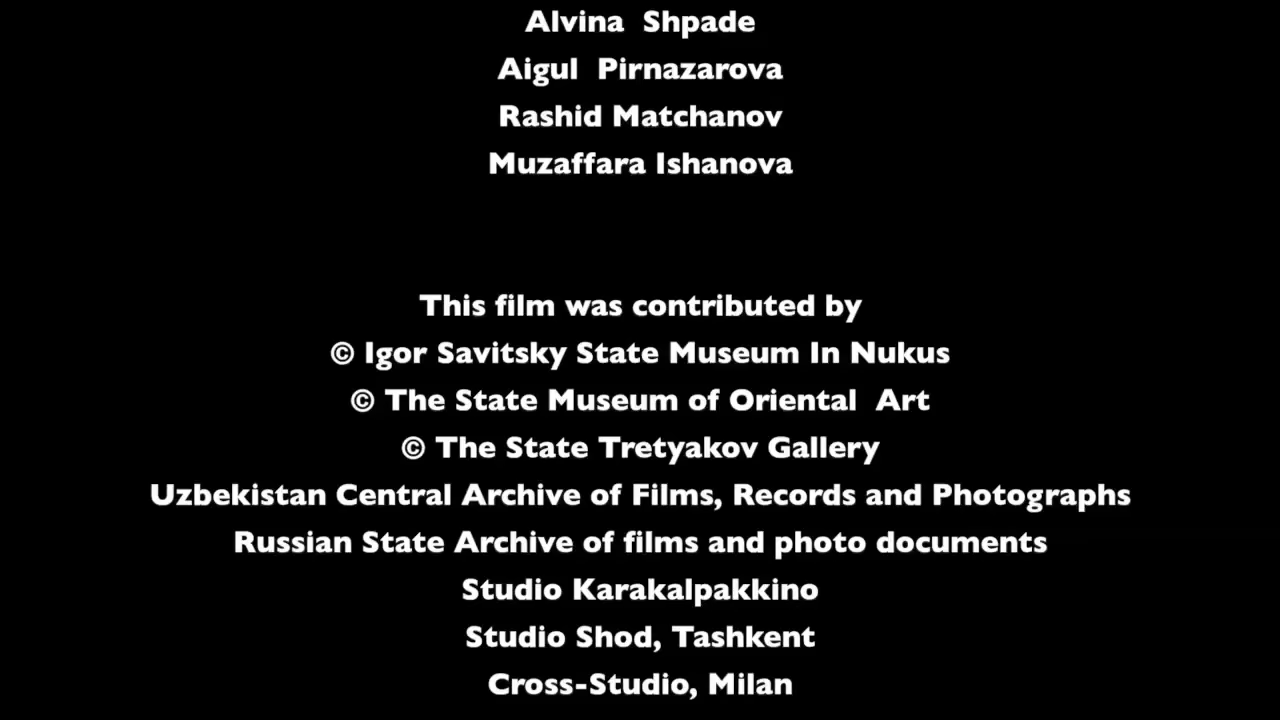 Alvina Shpade
Aigul Pirnazarova
Rashid Matchanov
Muzaffara Ishanova
This film was contributed by
© Igor Savitsky State Museum In Nukus
© The State Museum of Oriental Art
© The State Tretyakov Gallery
Uzbekistan Central Archive of Films, Records and Photographs
Russian State Archive of films and photo documents
Studio Karakalpakkino
Studio Shod, Tashkent
Cross-Studio, Milan